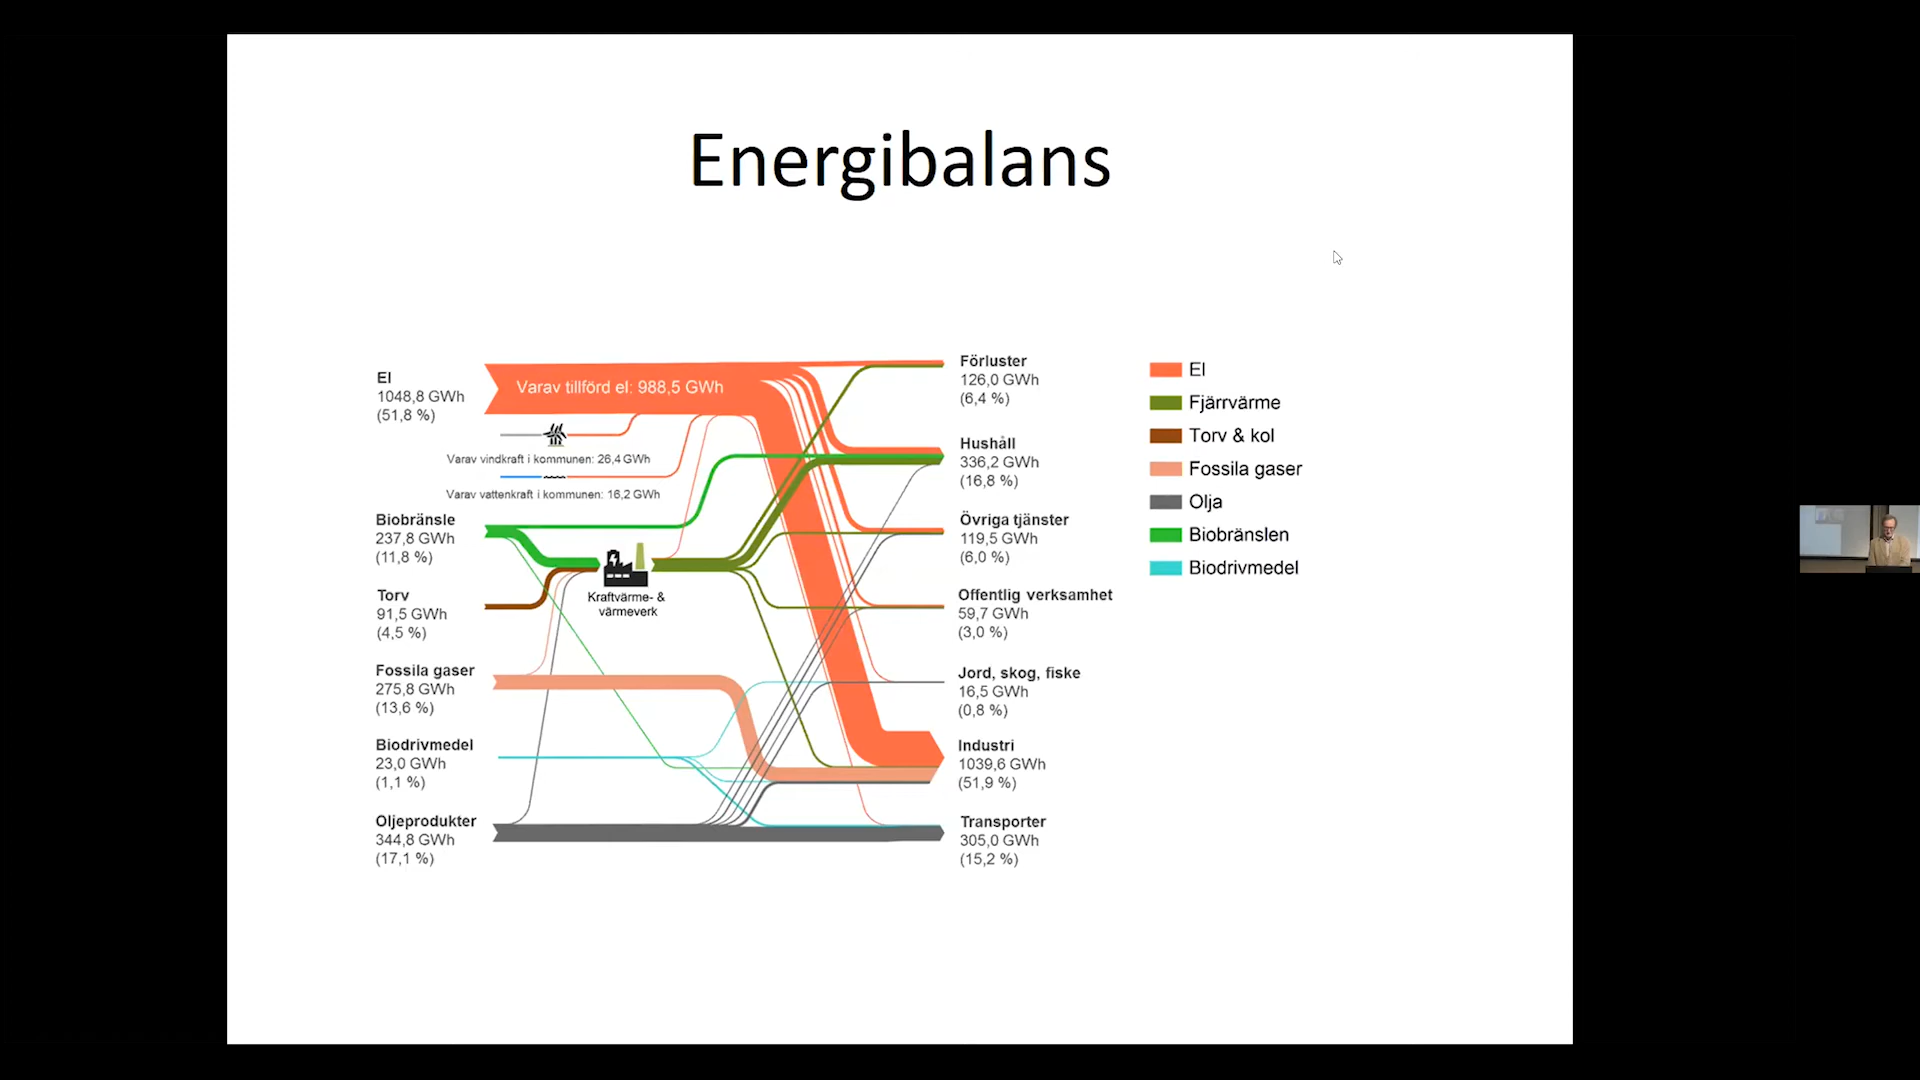 Energibalans
El
1048,8 GWh
(51,8 %)
Varav tillförd el: 988,5 GWh
Varav vindkraft i kommunen: 26,4 GWh
Varav vattenkraft i kommunen: 16,2 GWh
Biobränsle
237,8 GWh
(11,8 %)
Torv
91,5 GWh
(4,5 %)
Kraftvärme- &
värmeverk
Fossila gaser
275,8 GWh
(13,6 %)
Biodrivmedel
23,0 GWh
(1,1 %)
Oljeprodukter
344,8 GWh
(17,1 %)
Förluster
126,0 GWh
(6,4 %)
Hushåll
336,2 GWh
(16,8 %)
Övriga tjänster
119,5 GWh
(6,0 %)
Offentlig verksamhet
59,7 GWh
(3,0 %)
Jord, skog, fiske
16,5 GWh
(0,8 %)
Industri
1039,6 GWh
(51,9 %)
Transporter
305,0 GWh
(15,2 %)
El
Fjärrvärme
Torv & kol
Fossila gaser
Olja
Biobränslen
Biodrivmedel